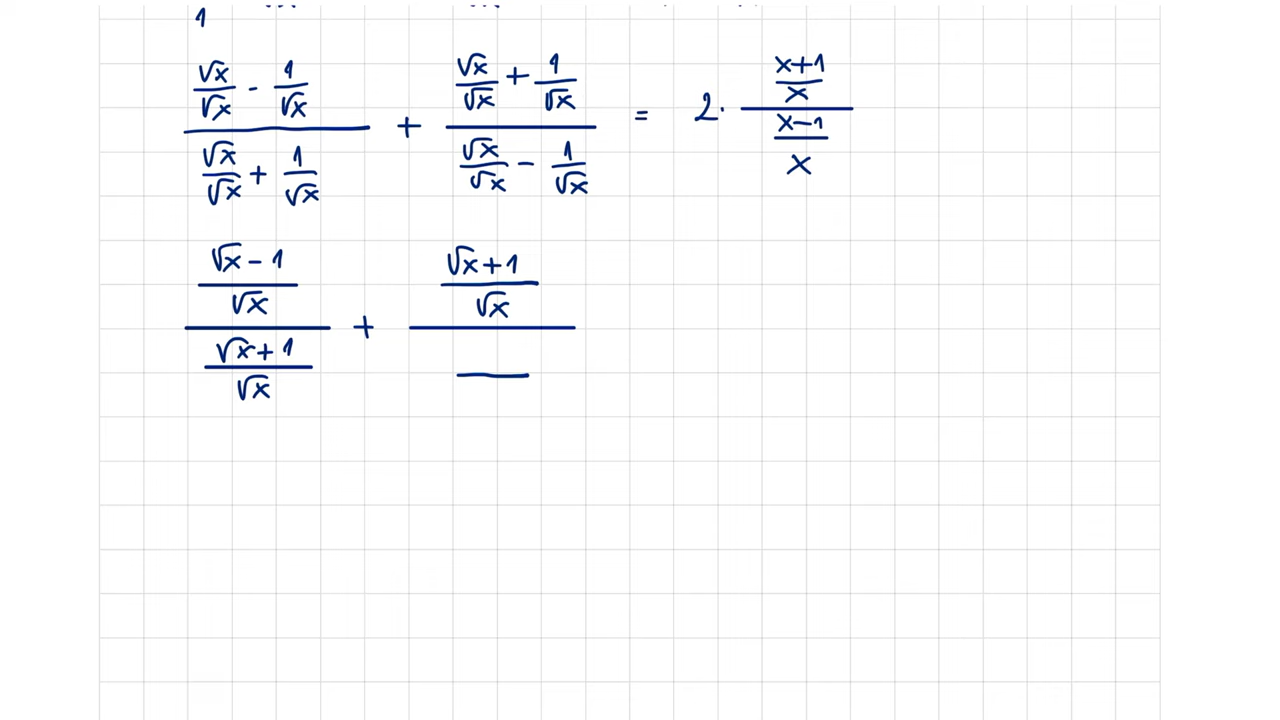 1
√x/√x - 1/√x + √x/√x + 1/√x = 2 · x+1/x
√x/√x + 1/√x √x/√x - 1/√x x-1/x
√x - 1/√x + √x + 1/√x
√x + 1/√x